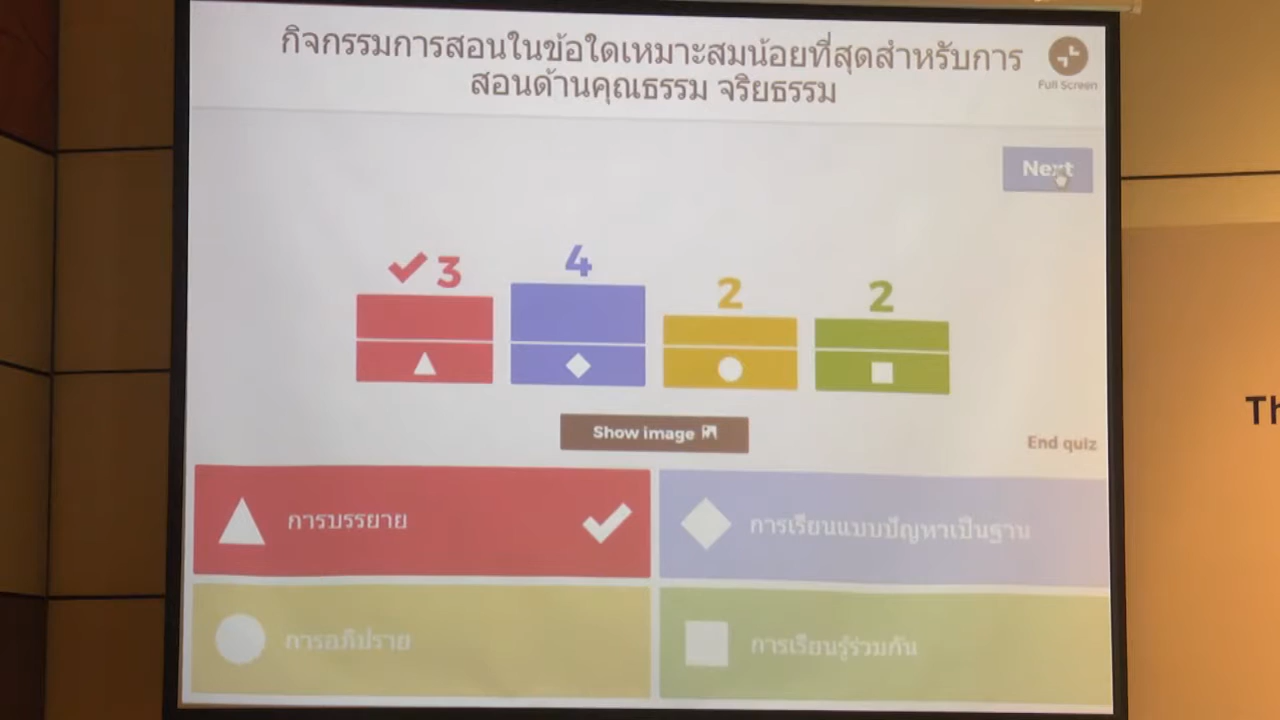 กิจกรรมการสอนในข้อใดเหมาะสมน้อยที่สุดสำหรับการ
สอนด้านคุณธรรม จริยธรรม
Full Screen
Next
3
4
2
2
Show image
End quiz
การบรรยาย
การเรียนแบบปัญหาเป็นฐาน
การอภิปราย
การเรียนรู้ร่วมกัน
Th